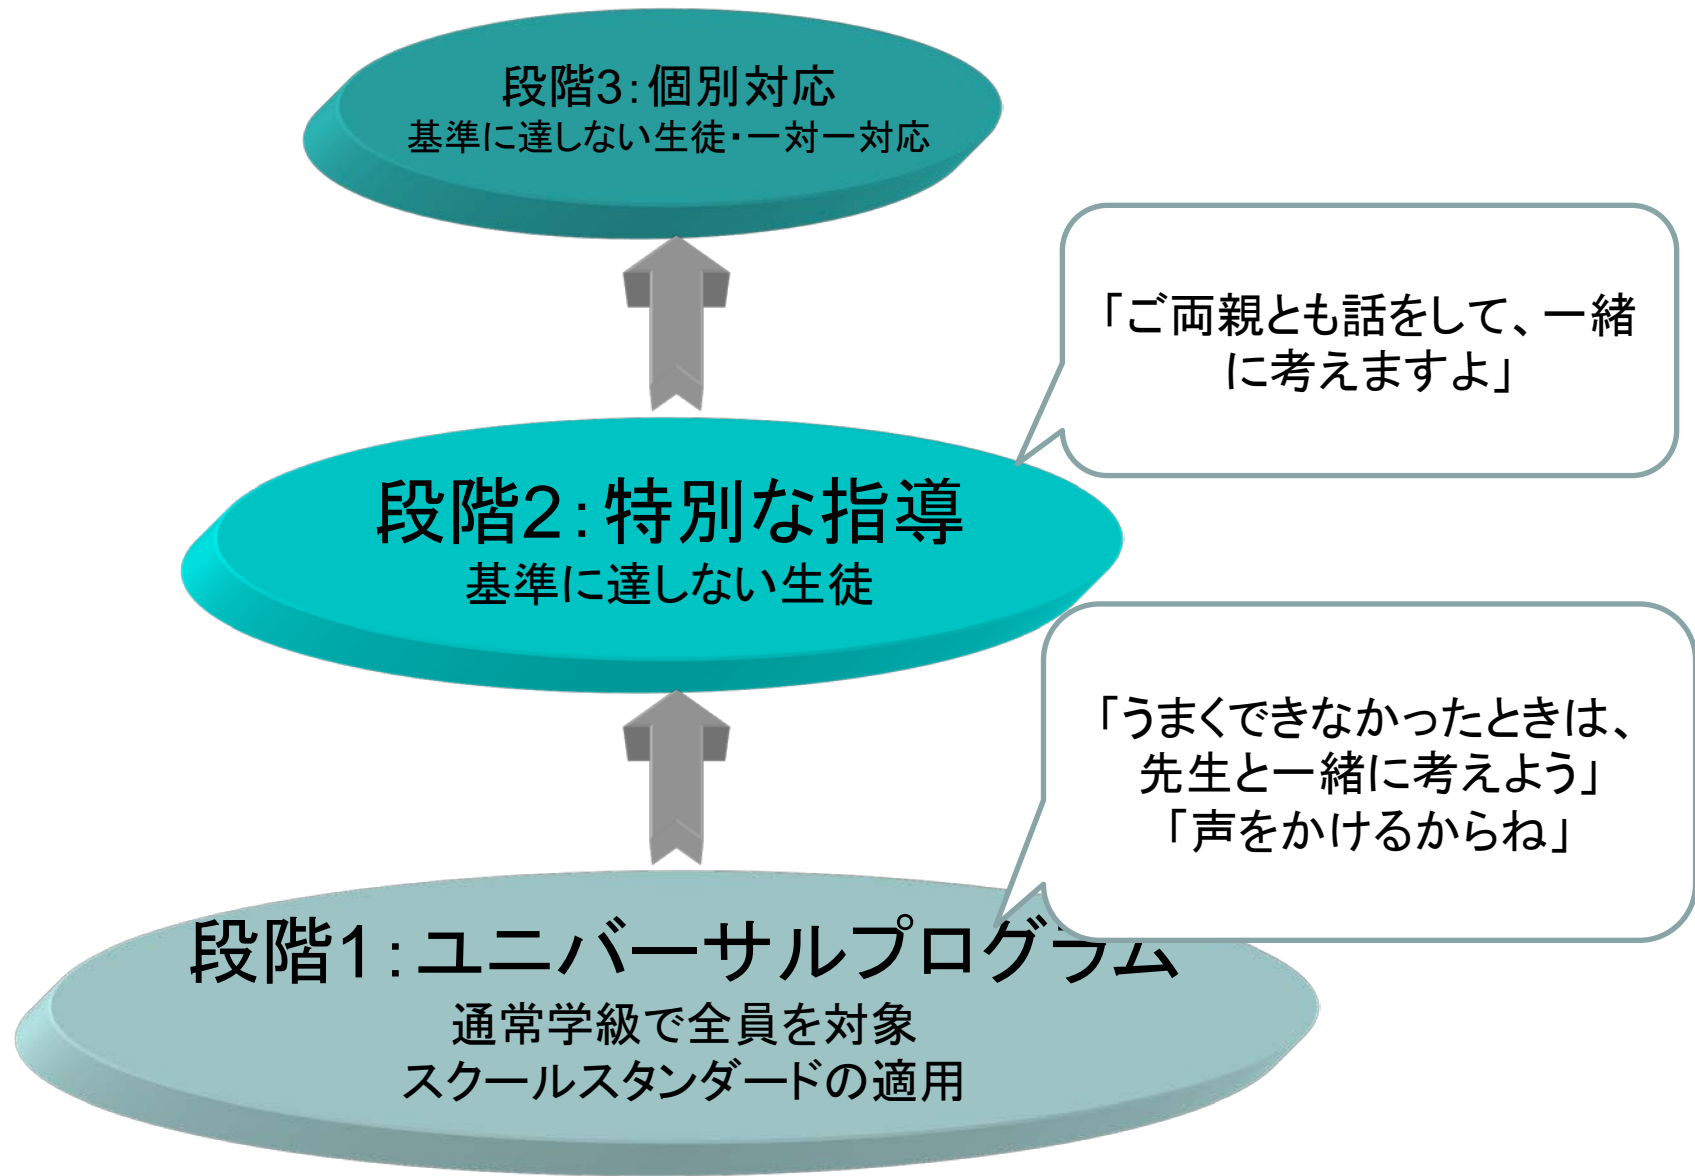 段階3:個別対応
基準に達しない生徒・一対一対応
「ご両親とも話をして、一緒
に考えますよ」
段階2:特別な指導
基準に達しない生徒
「うまくできなかったときは、
先生と一緒に考えよう」
「声をかけるからね」
段階1:ユニバーサルプログラム
通常学級で全員を対象
スクールスタンダードの適用